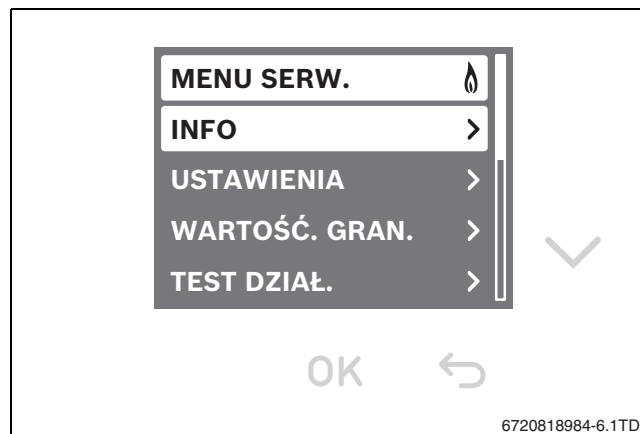 MENU SERW.
INFO
USTAWIENIA
WARTOŚĆ. GRAN.
TEST DZIAŁ.
OK
6720818984-6.1TD